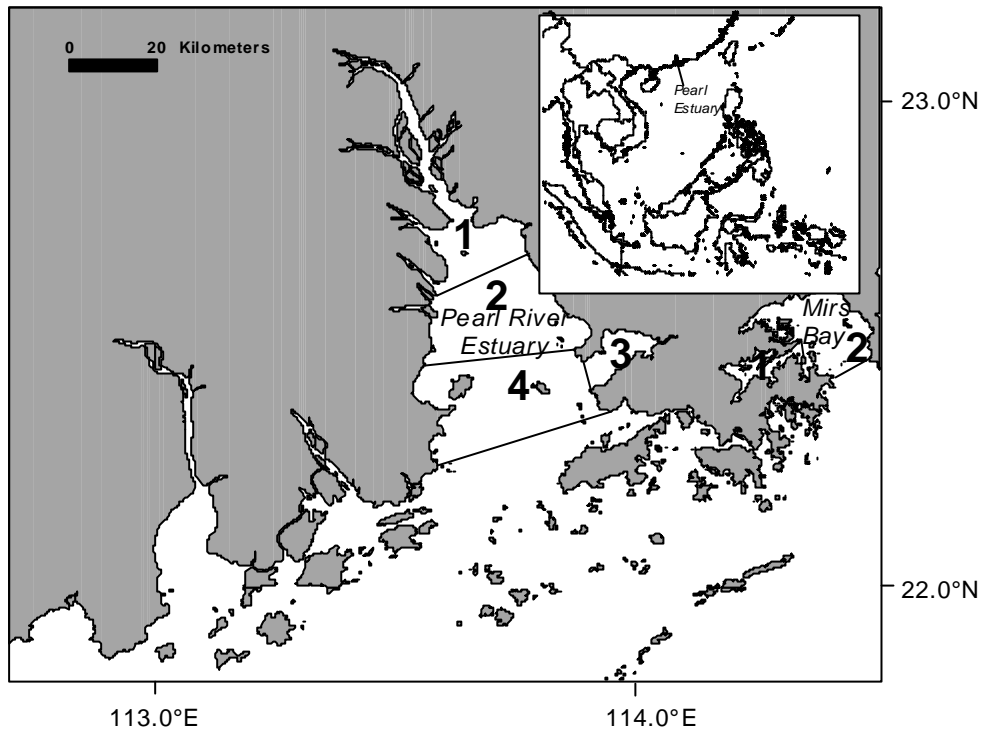 0 20 Kilometers
Pearl
Estuary
23.0°N
1
2
Pearl River
Estuary
3
4
Mirs
Bay
1
2
22.0°N
113.0°E
114.0°E